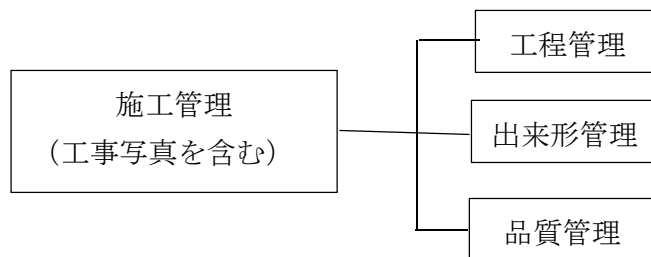 施工管理
（工事写真を含む）
工程管理
出来形管理
品質管理